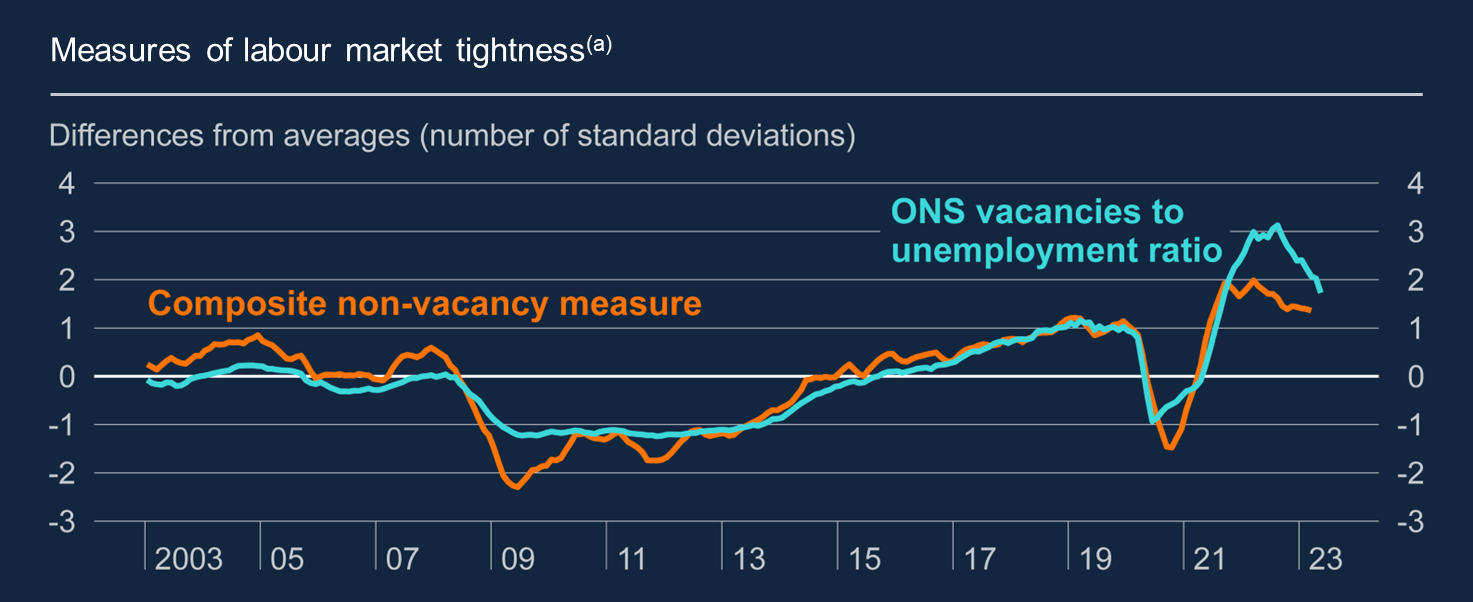 Measures of labour market tightness(a)
Differences from averages (number of standard deviations)
4 4
3 3
2 2
1 1
0 0
-1 -1
-2 -2
-3 -3
ONS vacancies to
unemployment ratio
Composite non-vacancy measure
2003 05 07 09 11 13 15 17 19 21 23